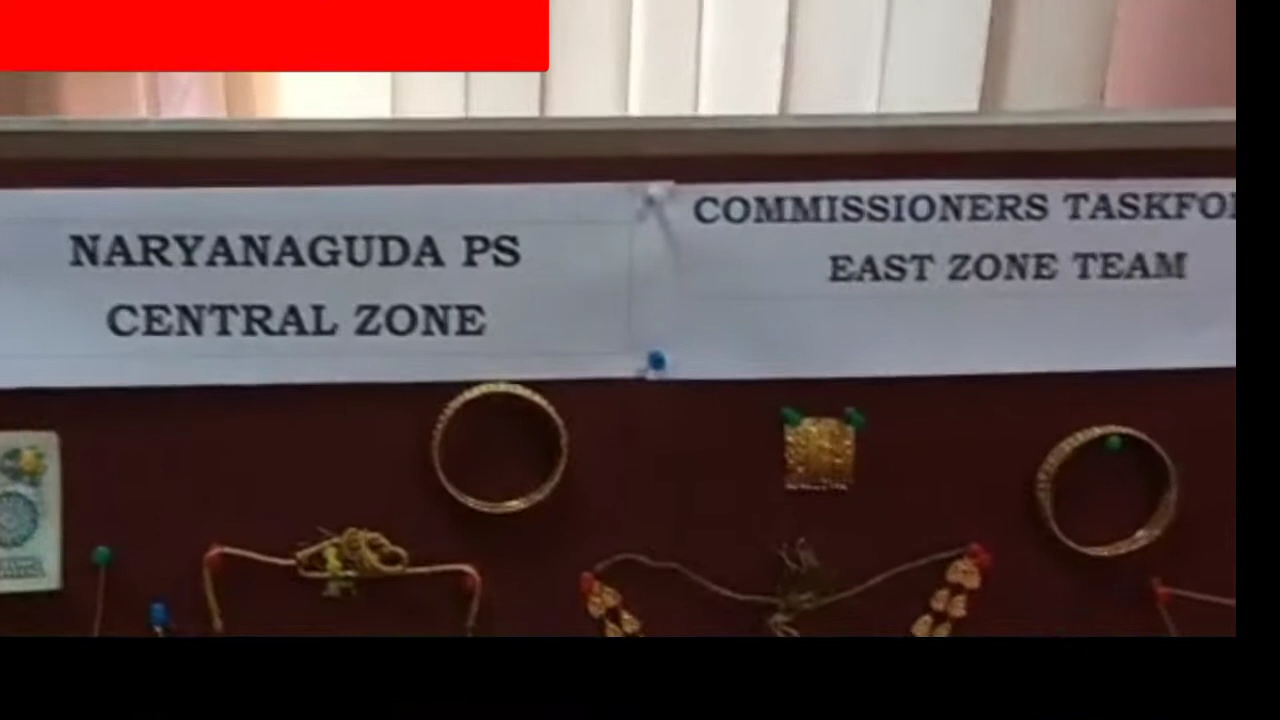 NARYANAGUDA PS
CENTRAL ZONE
COMMISSIONERS
EAST ZONE TEAM